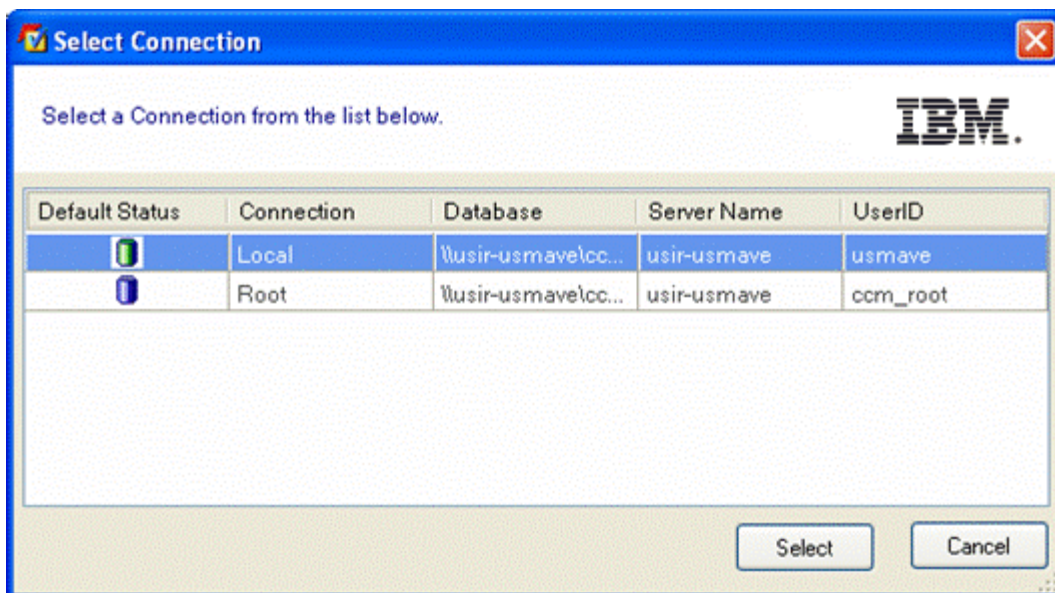 Select Connection
Select a Connection from the list below.
IBM.
Default Status Connection Database Server Name UserID
Local \\usir-usmave\cc... usir-usmave usmave
Root \\usir-usmave\cc... usir-usmave ccm_root
Select Cancel